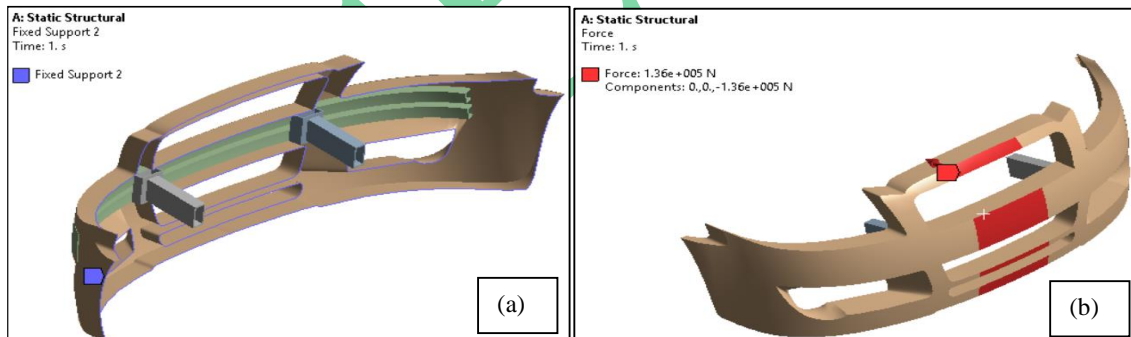 A: Static Structural
Fixed Support 2
Time: 1. s
Fixed Support 2
(a)
A: Static Structural
Force
Time: 1. s
Force: 1.36e+005 N
Components: 0.,0.,-1.36e+005 N
(b)